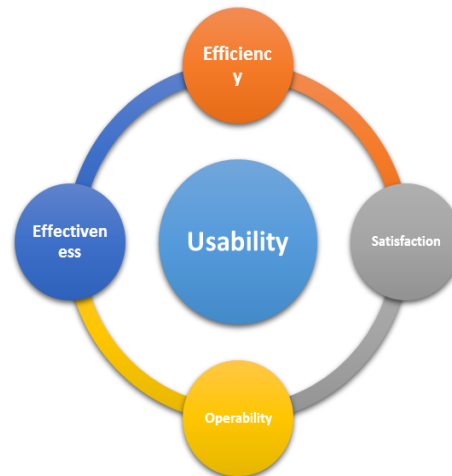 Efficienc
y
Effectiven
ess
Usability
Satisfaction
Operability